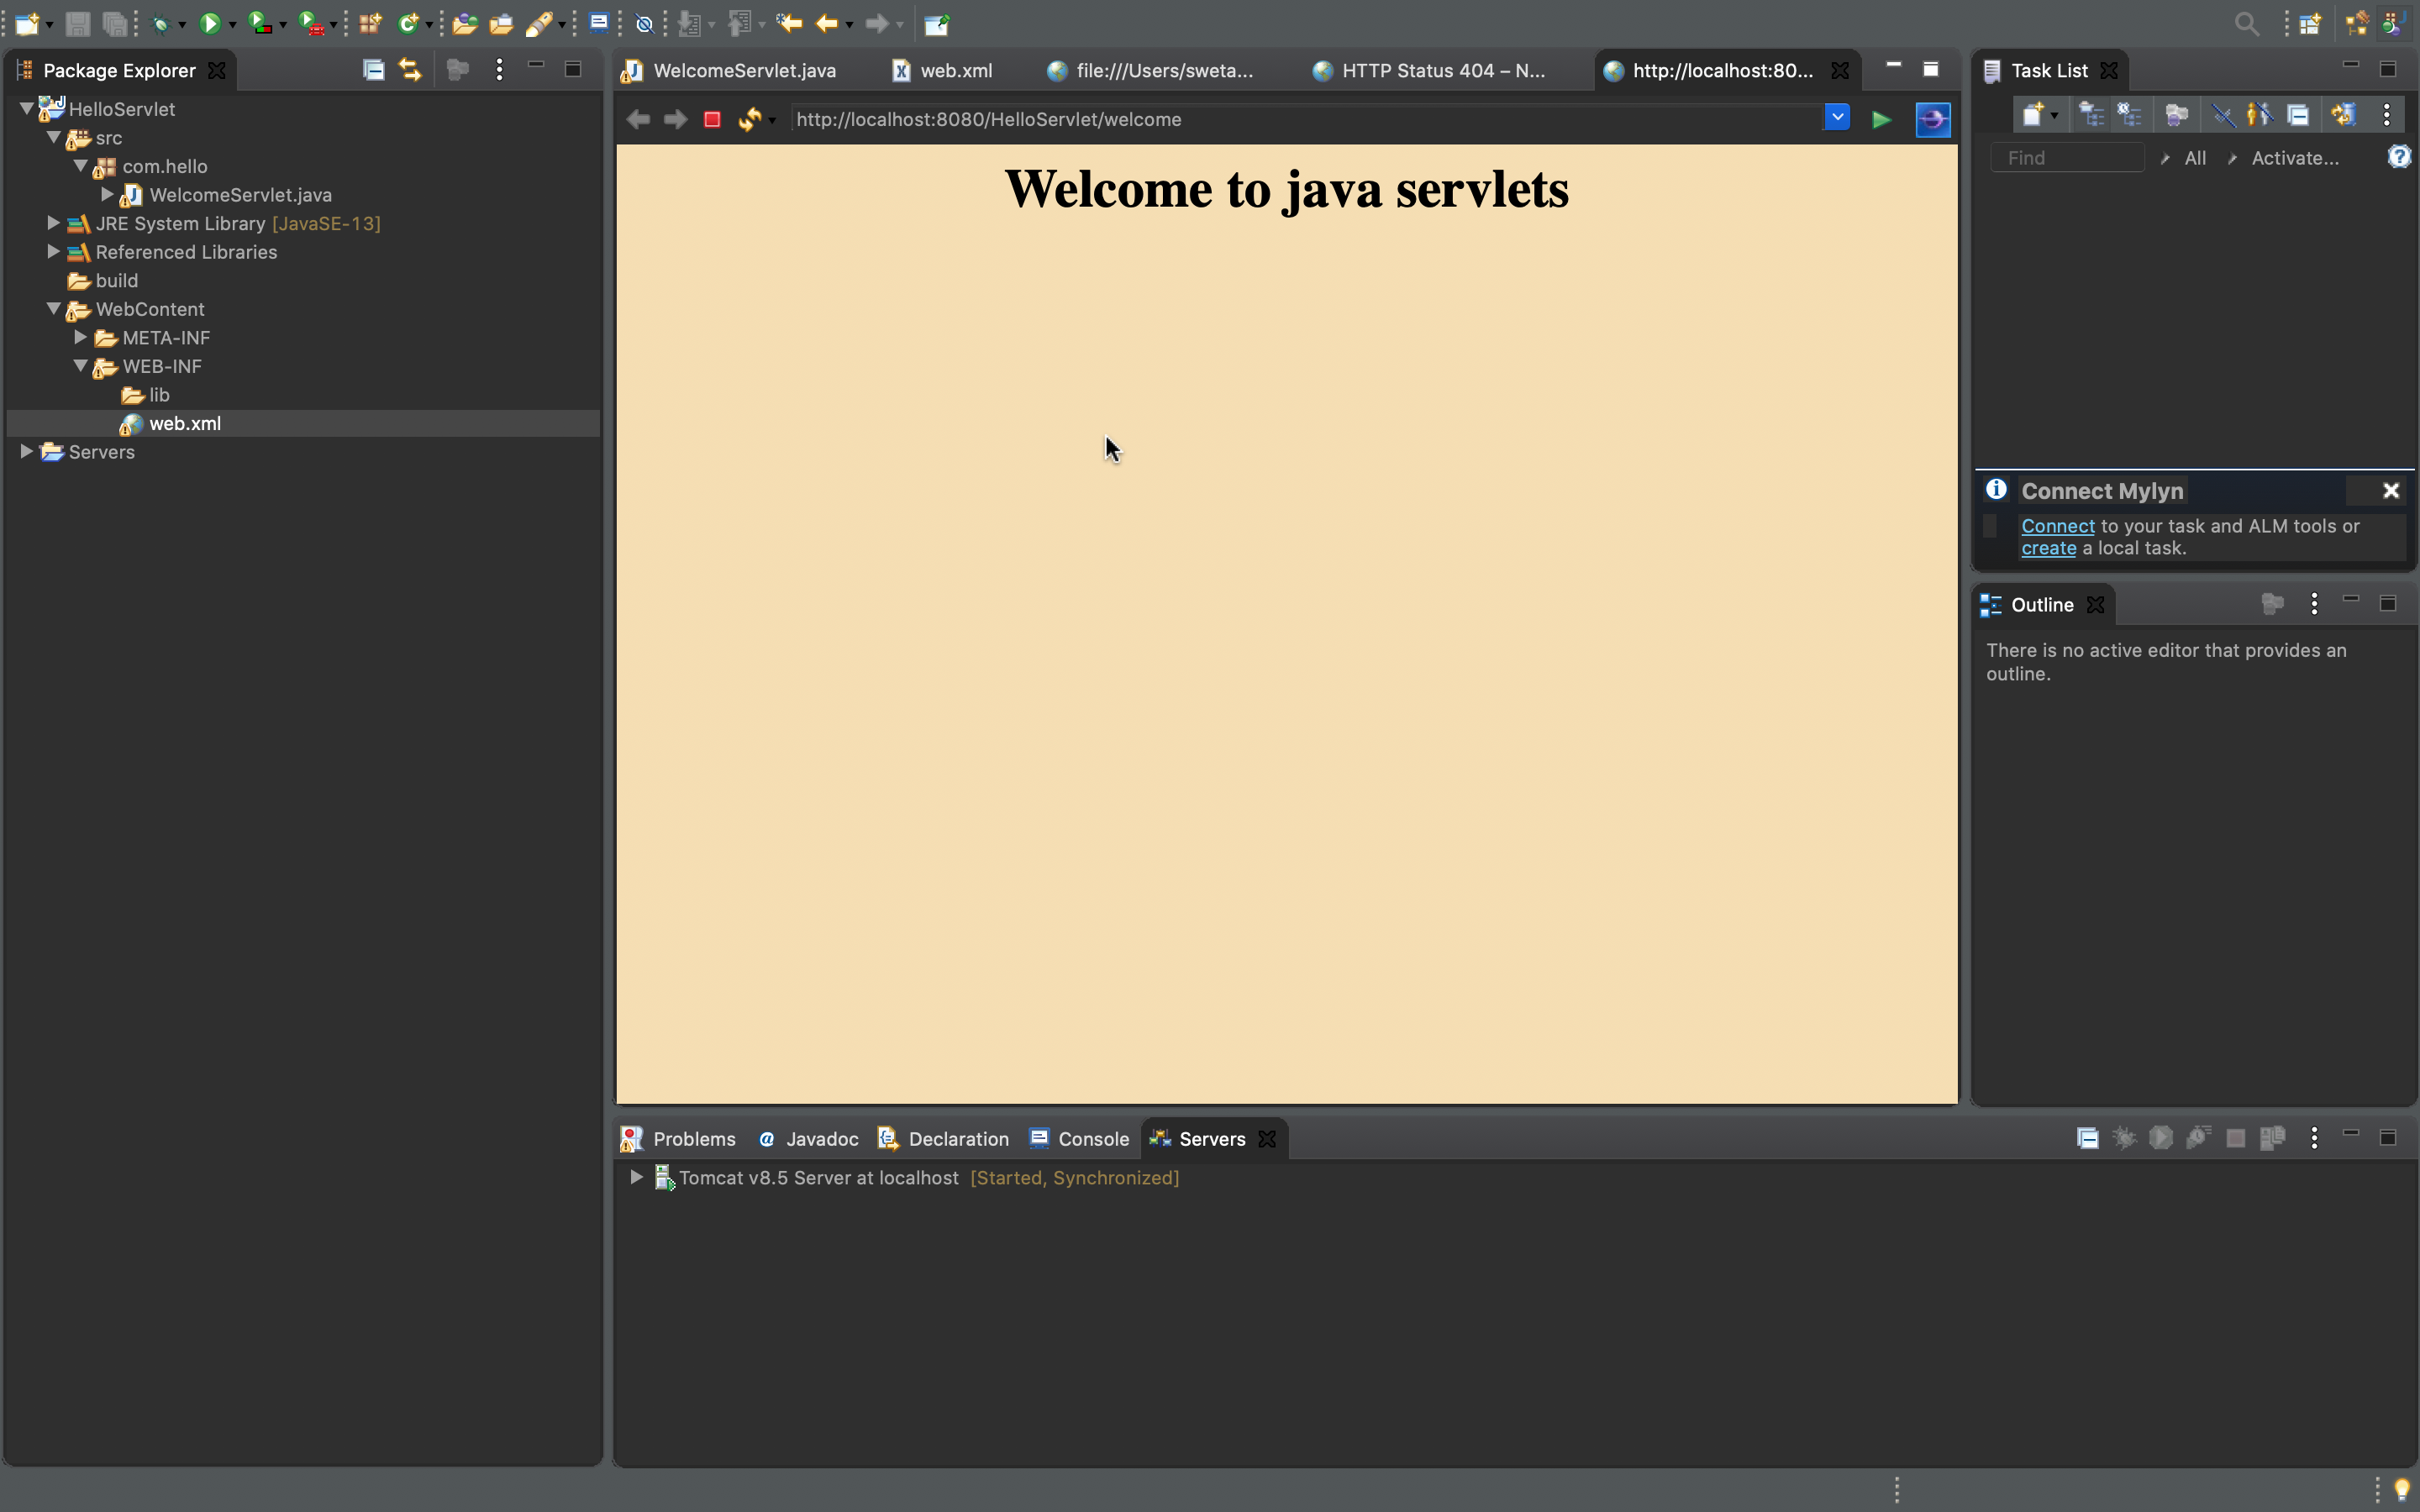 Package Explorer
HelloServlet
src
com.hello
WelcomeServlet.java
JRE System Library [JavaSE-13]
Referenced Libraries
build
WebContent
META-INF
WEB-INF
lib
web.xml
Servers
WelcomeServlet.java web.xml file:///Users/sweta... HTTP Status 404 – N... http://localhost:80...
http://localhost:8080/HelloServlet/welcome
Welcome to java servlets
Task List
Find All Activate...
Connect Mylyn
Connect to your task and ALM tools or
create a local task.
Outline
There is no active editor that provides an
outline.
Problems @ Javadoc Declaration Console Servers
Tomcat v8.5 Server at localhost [Started, Synchronized]